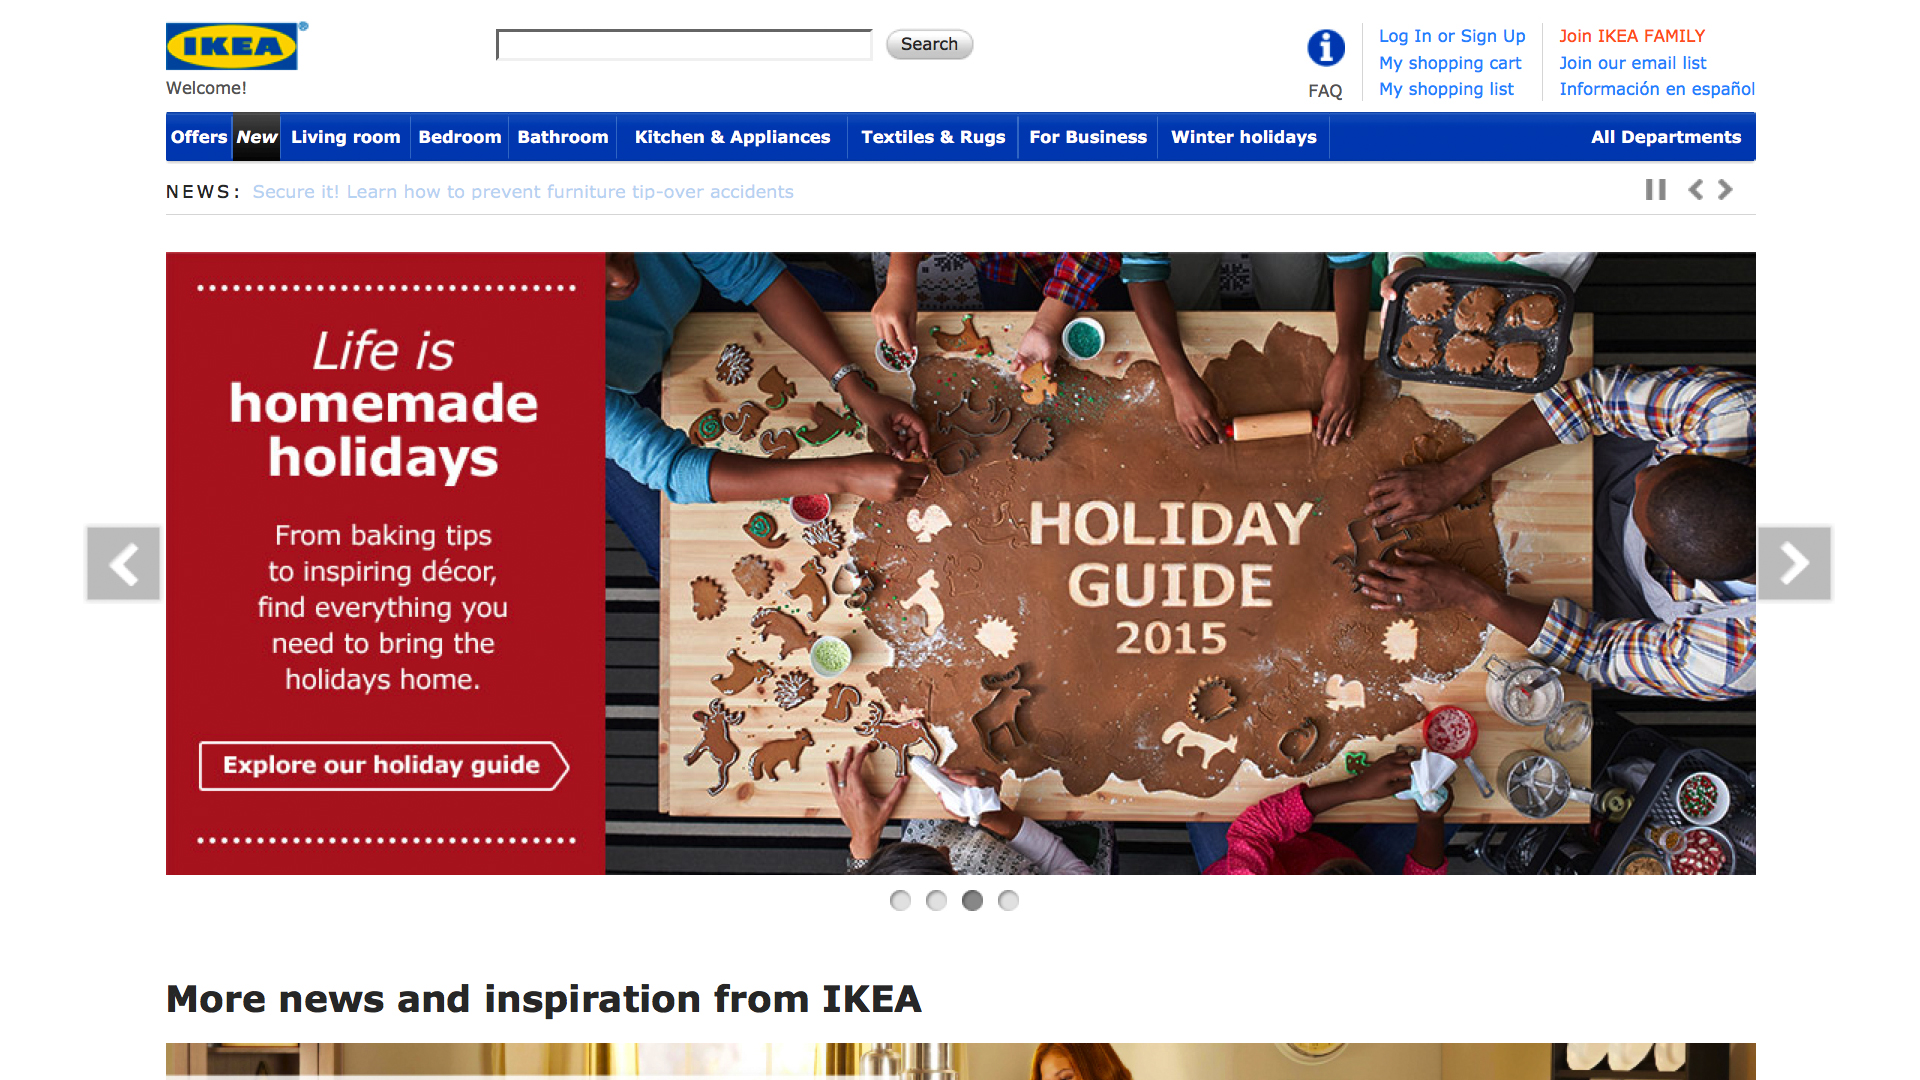 IKEA®
Welcome!
Search
FAQ
Log In or Sign Up
My shopping cart
My shopping list
Join IKEA FAMILY
Join our email list
Información en español
Offers New Living room Bedroom Bathroom Kitchen & Appliances Textiles & Rugs For Business Winter holidays All Departments
NEWS: Secure it! Learn how to prevent furniture tip-over accidents
Life is
homemade
holidays
From baking tips
to inspiring décor,
find everything you
need to bring the
holidays home.
Explore our holiday guide
HOLIDAY
GUIDE
2015
More news and inspiration from IKEA